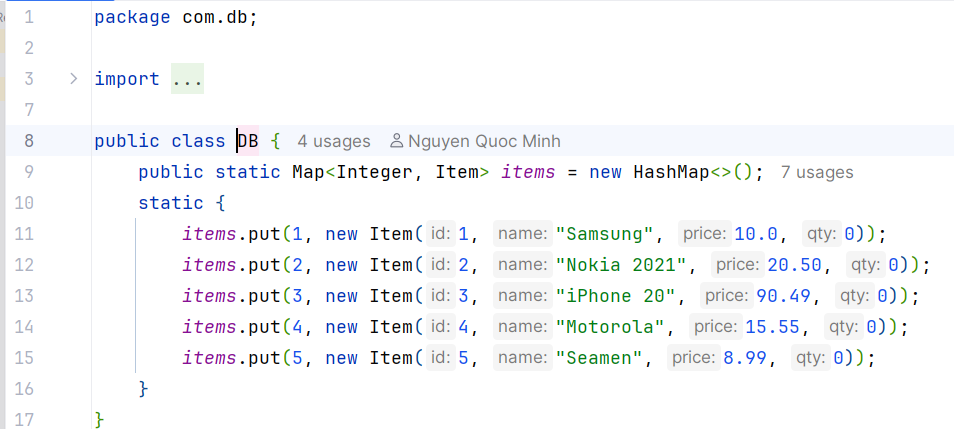 1 package com.db;
2
3 import ...
7
8 public class DB { 4 usages Nguyen Quoc Minh
9 public static Map<Integer, Item> items = new HashMap<>(); 7 usages
10 static {
11 items.put(1, new Item( id: 1, name: "Samsung", price: 10.0, qty: 0));
12 items.put(2, new Item( id: 2, name: "Nokia 2021", price: 20.50, qty: 0));
13 items.put(3, new Item( id: 3, name: "iPhone 20", price: 90.49, qty: 0));
14 items.put(4, new Item( id: 4, name: "Motorola", price: 15.55, qty: 0));
15 items.put(5, new Item( id: 5, name: "Seamen", price: 8.99, qty: 0));
16 }
17 }